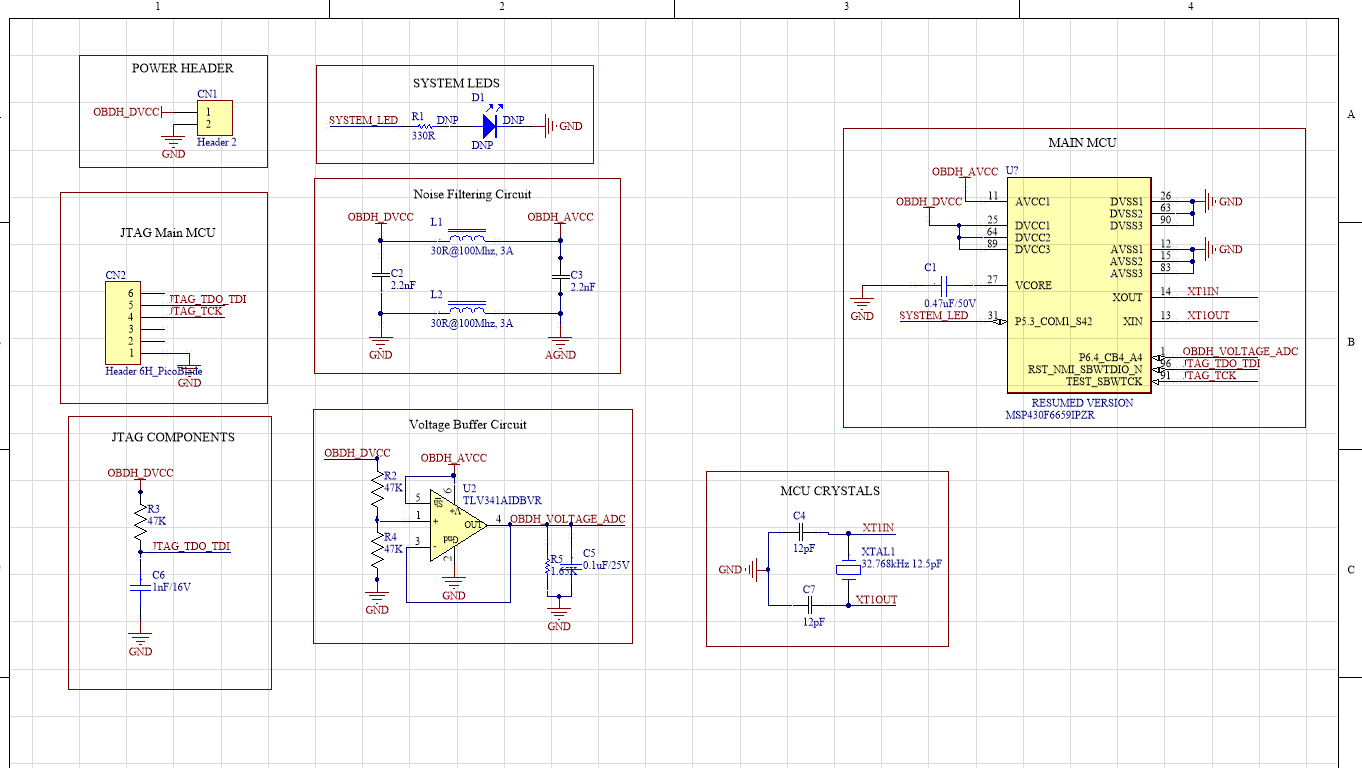 1 2 3 4
A
B
C
POWER HEADER
CN1
OBDH_DVCC
1
2
Header 2
GND
SYSTEM LEDS
D1
SYSTEM_LED
R1
330R
DNP
DNP
DNP
GND
JTAG Main MCU
CN2
6
5
4
3
2
1
JTAG_TDO_TDI
JTAG_TCK
Header 6H_PicoBlade
GND
Noise Filtering Circuit
OBDH_DVCC
L1
OBDH_AVCC
30R@100Mhz, 3A
C2
2.2nF
C3
2.2nF
L2
30R@100Mhz, 3A
GND
AGND
MAIN MCU
OBDH_AVCC
U?
OBDH_DVCC
11 AVCC1
25 DVCC1
64 DVCC2
89 DVCC3
C1
0.47uF/50V
27 VCORE
GND
SYSTEM_LED
31 P5.3_COM1_S42
DVSS1 26
DVSS2 63
DVSS3 90
GND
AVSS1 12
AVSS2 15
AVSS3 83
GND
XOUT 14 XT1IN
XIN 13 XT1OUT
P6.4_CB4_A4 1 OBDH_VOLTAGE_ADC
RST_NMI_SBWTDIO_N 96 JTAG_TDO_TDI
TEST_SBWTCK 91 JTAG_TCK
RESUMED VERSION
MSP430F6659IPZR
JTAG COMPONENTS
OBDH_DVCC
R3
47K
JTAG_TDO_TDI
C6
1nF/16V
GND
Voltage Buffer Circuit
OBDH_DVCC
OBDH_AVCC
R2
47K
U2
TLV341AIDBVR
6
5
1
3
4
2
V+
+
-
OUT
Gnd
R4
47K
OBDH_VOLTAGE_ADC
C5
0.1uF/25V
R5
GND
GND
GND
MCU CRYSTALS
C4
12pF
XT1IN
GND
XTAL1
32.768kHz 12.5pF
C7
12pF
XT1OUT